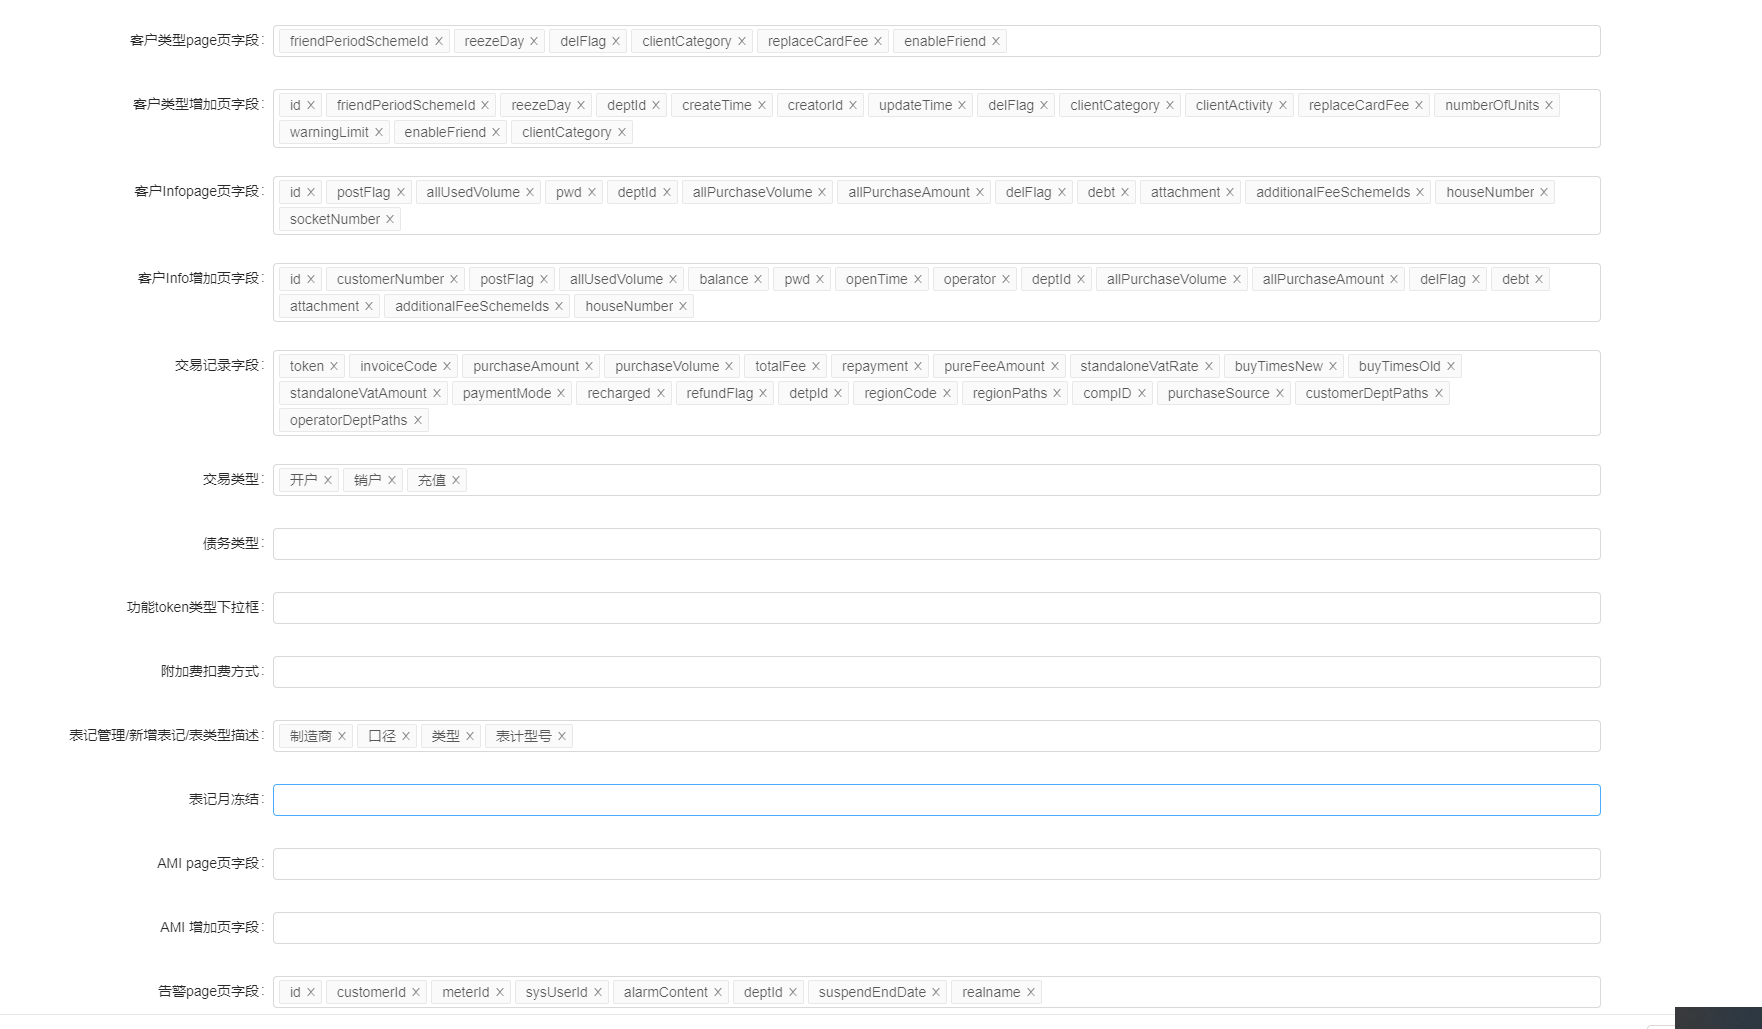 客户类型page页字段: friendPeriodSchemeId × reezeDay × delFlag × clientCategory × replaceCardFee × enableFriend ×
客户类型增加页字段: id × friendPeriodSchemeId × reezeDay × deptId × createTime × creatorId × updateTime × delFlag × clientCategory × clientActivity × replaceCardFee × numberOfUnits ×
warningLimit × enableFriend × clientCategory ×
客户Infopage页字段: id × postFlag × allUsedVolume × pwd × deptId × allPurchaseVolume × allPurchaseAmount × delFlag × debt × attachment × additionalFeeSchemeIds × houseNumber ×
socketNumber ×
客户Info增加页字段: id × customerNumber × postFlag × allUsedVolume × balance × pwd × openTime × operator × deptId × allPurchaseVolume × allPurchaseAmount × delFlag × debt ×
attachment × additionalFeeSchemeIds × houseNumber ×
交易记录字段: token × invoiceCode × purchaseAmount × purchaseVolume × totalFee × repayment × pureFeeAmount × standaloneVatRate × buyTimesNew × buyTimesOld ×
standaloneVatAmount × paymentMode × recharged × refundFlag × detpId × regionCode × regionPaths × compID × purchaseSource × customerDeptPaths ×
operatorDeptPaths ×
交易类型: 开户 × 销户 × 充值 ×
债务类型:
功能token类型下拉框:
附加费扣费方式:
表记管理/新增表记/表类型描述: 制造商 × 口径 × 类型 × 表计型号 ×
表记月冻结:
AMI page页字段:
AMI 增加页字段:
告警page页字段: id × customerId × meterId × sysUserId × alarmContent × deptId × suspendEndDate × realname ×